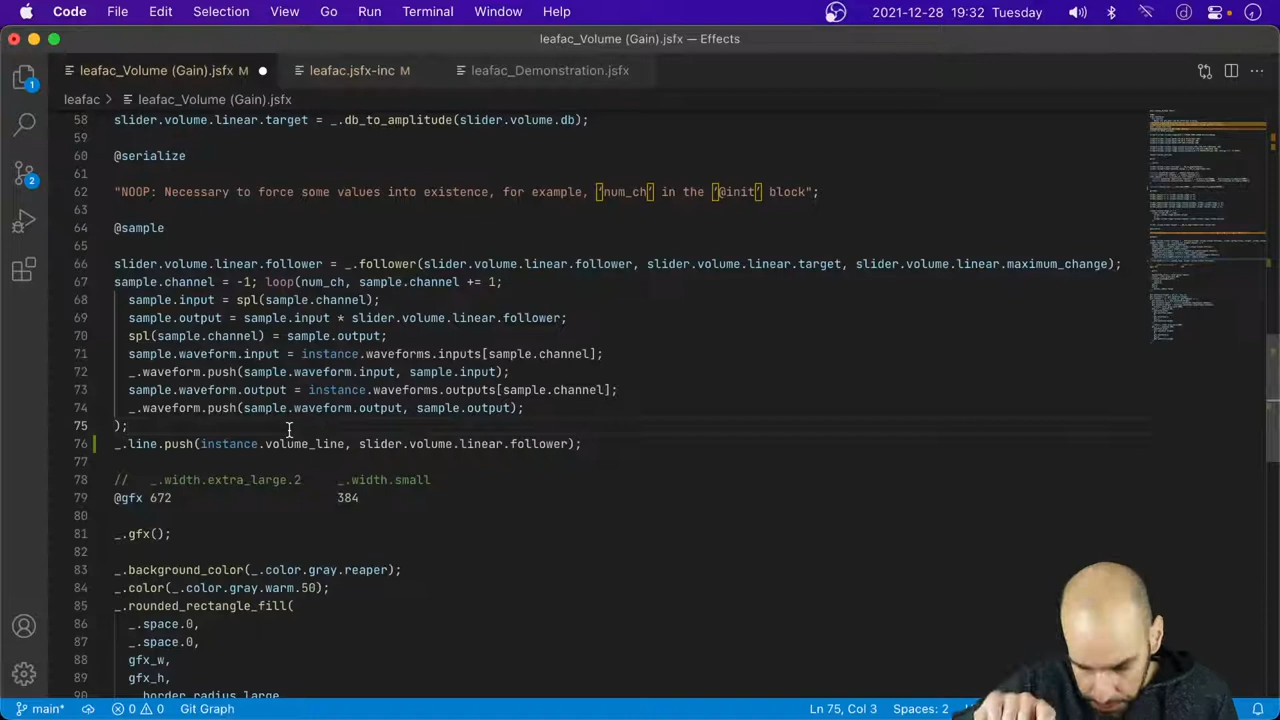 Code File Edit Selection View Go Run Terminal Window Help 2021-12-28 19:32 Tuesday
leafac_Volume (Gain).jsfx — Effects
leafac_Volume (Gain).jsfx M leafac.jsfx-inc M leafac_Demonstration.jsfx
leafac > leafac_Volume (Gain).jsfx
58 slider.volume.linear.target = _.db_to_amplitude(slider.volume.db);
59
60 @serialize
61
62 "NOOP: Necessary to force some values into existence, for example, 'num_ch' in the '@init' block";
63
64 @sample
65
66 slider.volume.linear.follower = _.follower(slider.volume.linear.follower, slider.volume.linear.target, slider.volume.linear.maximum_change);
67 sample.channel = -1; loop(num_ch, sample.channel += 1;
68 sample.input = spl(sample.channel);
69 sample.output = sample.input * slider.volume.linear.follower;
70 spl(sample.channel) = sample.output;
71 sample.waveform.input = instance.waveforms.inputs[sample.channel];
72 _.waveform.push(sample.waveform.input, sample.input);
73 sample.waveform.output = instance.waveforms.outputs[sample.channel];
74 _.waveform.push(sample.waveform.output, sample.output);
75 );
76 _.line.push(instance.volume_line, slider.volume.linear.follower);
77
78 // _.width.extra_large.2 _.width.small
79 @gfx 672 384
80
81 _.gfx();
82
83 _.background_color(_.color.gray.reaper);
84 _.color(_.color.gray.warm.50);
85 _.rounded_rectangle_fill(
86 _.space.0,
87 _.space.0,
88 gfx_w,
89 gfx_h,
90 _.border_radius_large
1
2
main* 0 0 Git Graph Ln 75, Col 3 Spaces: 2